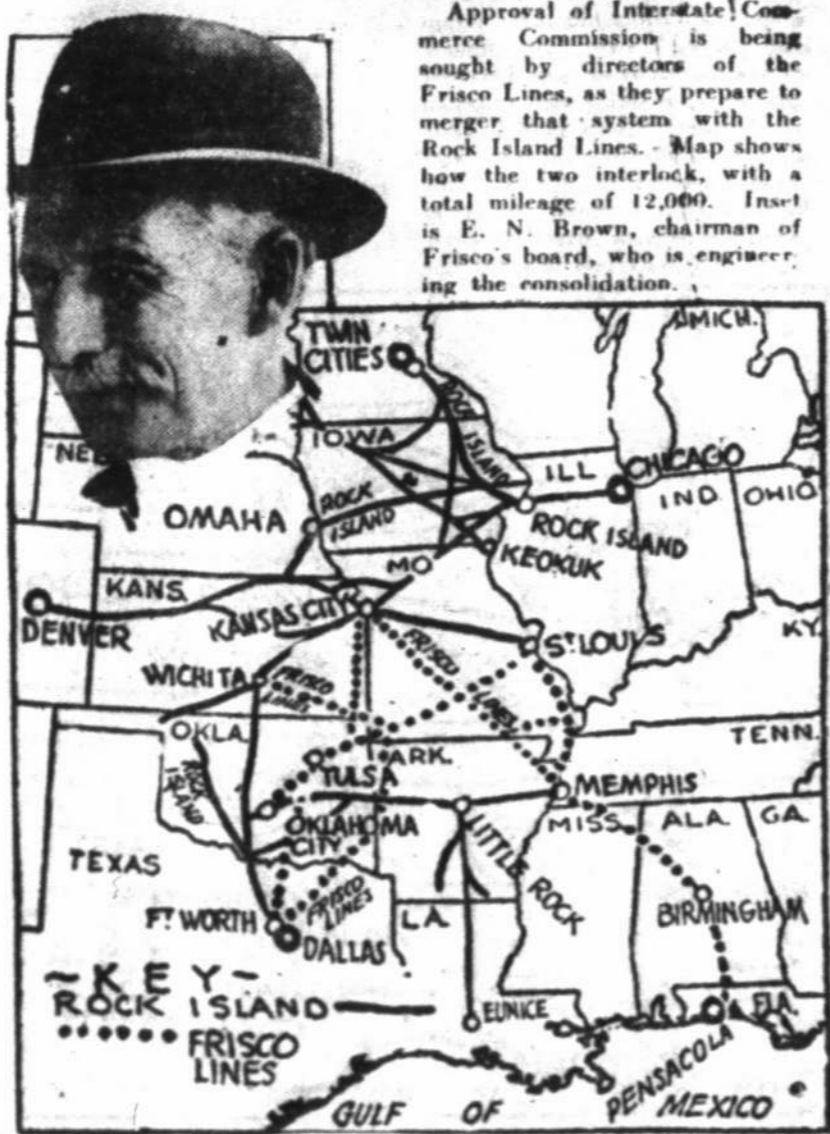 Approval of Interstate Com-
merce Commission is being
sought by directors of the
Frisco Lines, as they prepare to
merger that system with the
Rock Island Lines. Map shows
how the two interlock, with a
total mileage of 12,000. Inset
is E. N. Brown, chairman of
Frisco's board, who is engineer-
ing the consolidation.
MICH.
TWIN
CITIES
ROCK ISLAND
IOWA
NEB
ILL
CHICAGO
IND.
OHIO
OMAHA
ROCK
ISLAND
ROCK ISLAND
KEOKUK
MO
KANS.
KANSAS CITY
DENVER
ST. LOUIS
KY.
WICHITA
FRISCO
LINES
FRISCO LINES
OKLA.
ARK.
TENN.
ROCK
ISLAND
TULSA
MEMPHIS
OKLAHOMA
CITY
MISS.
ALA.
GA.
TEXAS
LITTLE ROCK
FT. WORTH
FRISCO
LINES
LA.
BIRMINGHAM
DALLAS
~KEY~
ROCK ISLAND
EUNICE
FLA.
FRISCO
LINES
PENSACOLA
GULF OF MEXICO